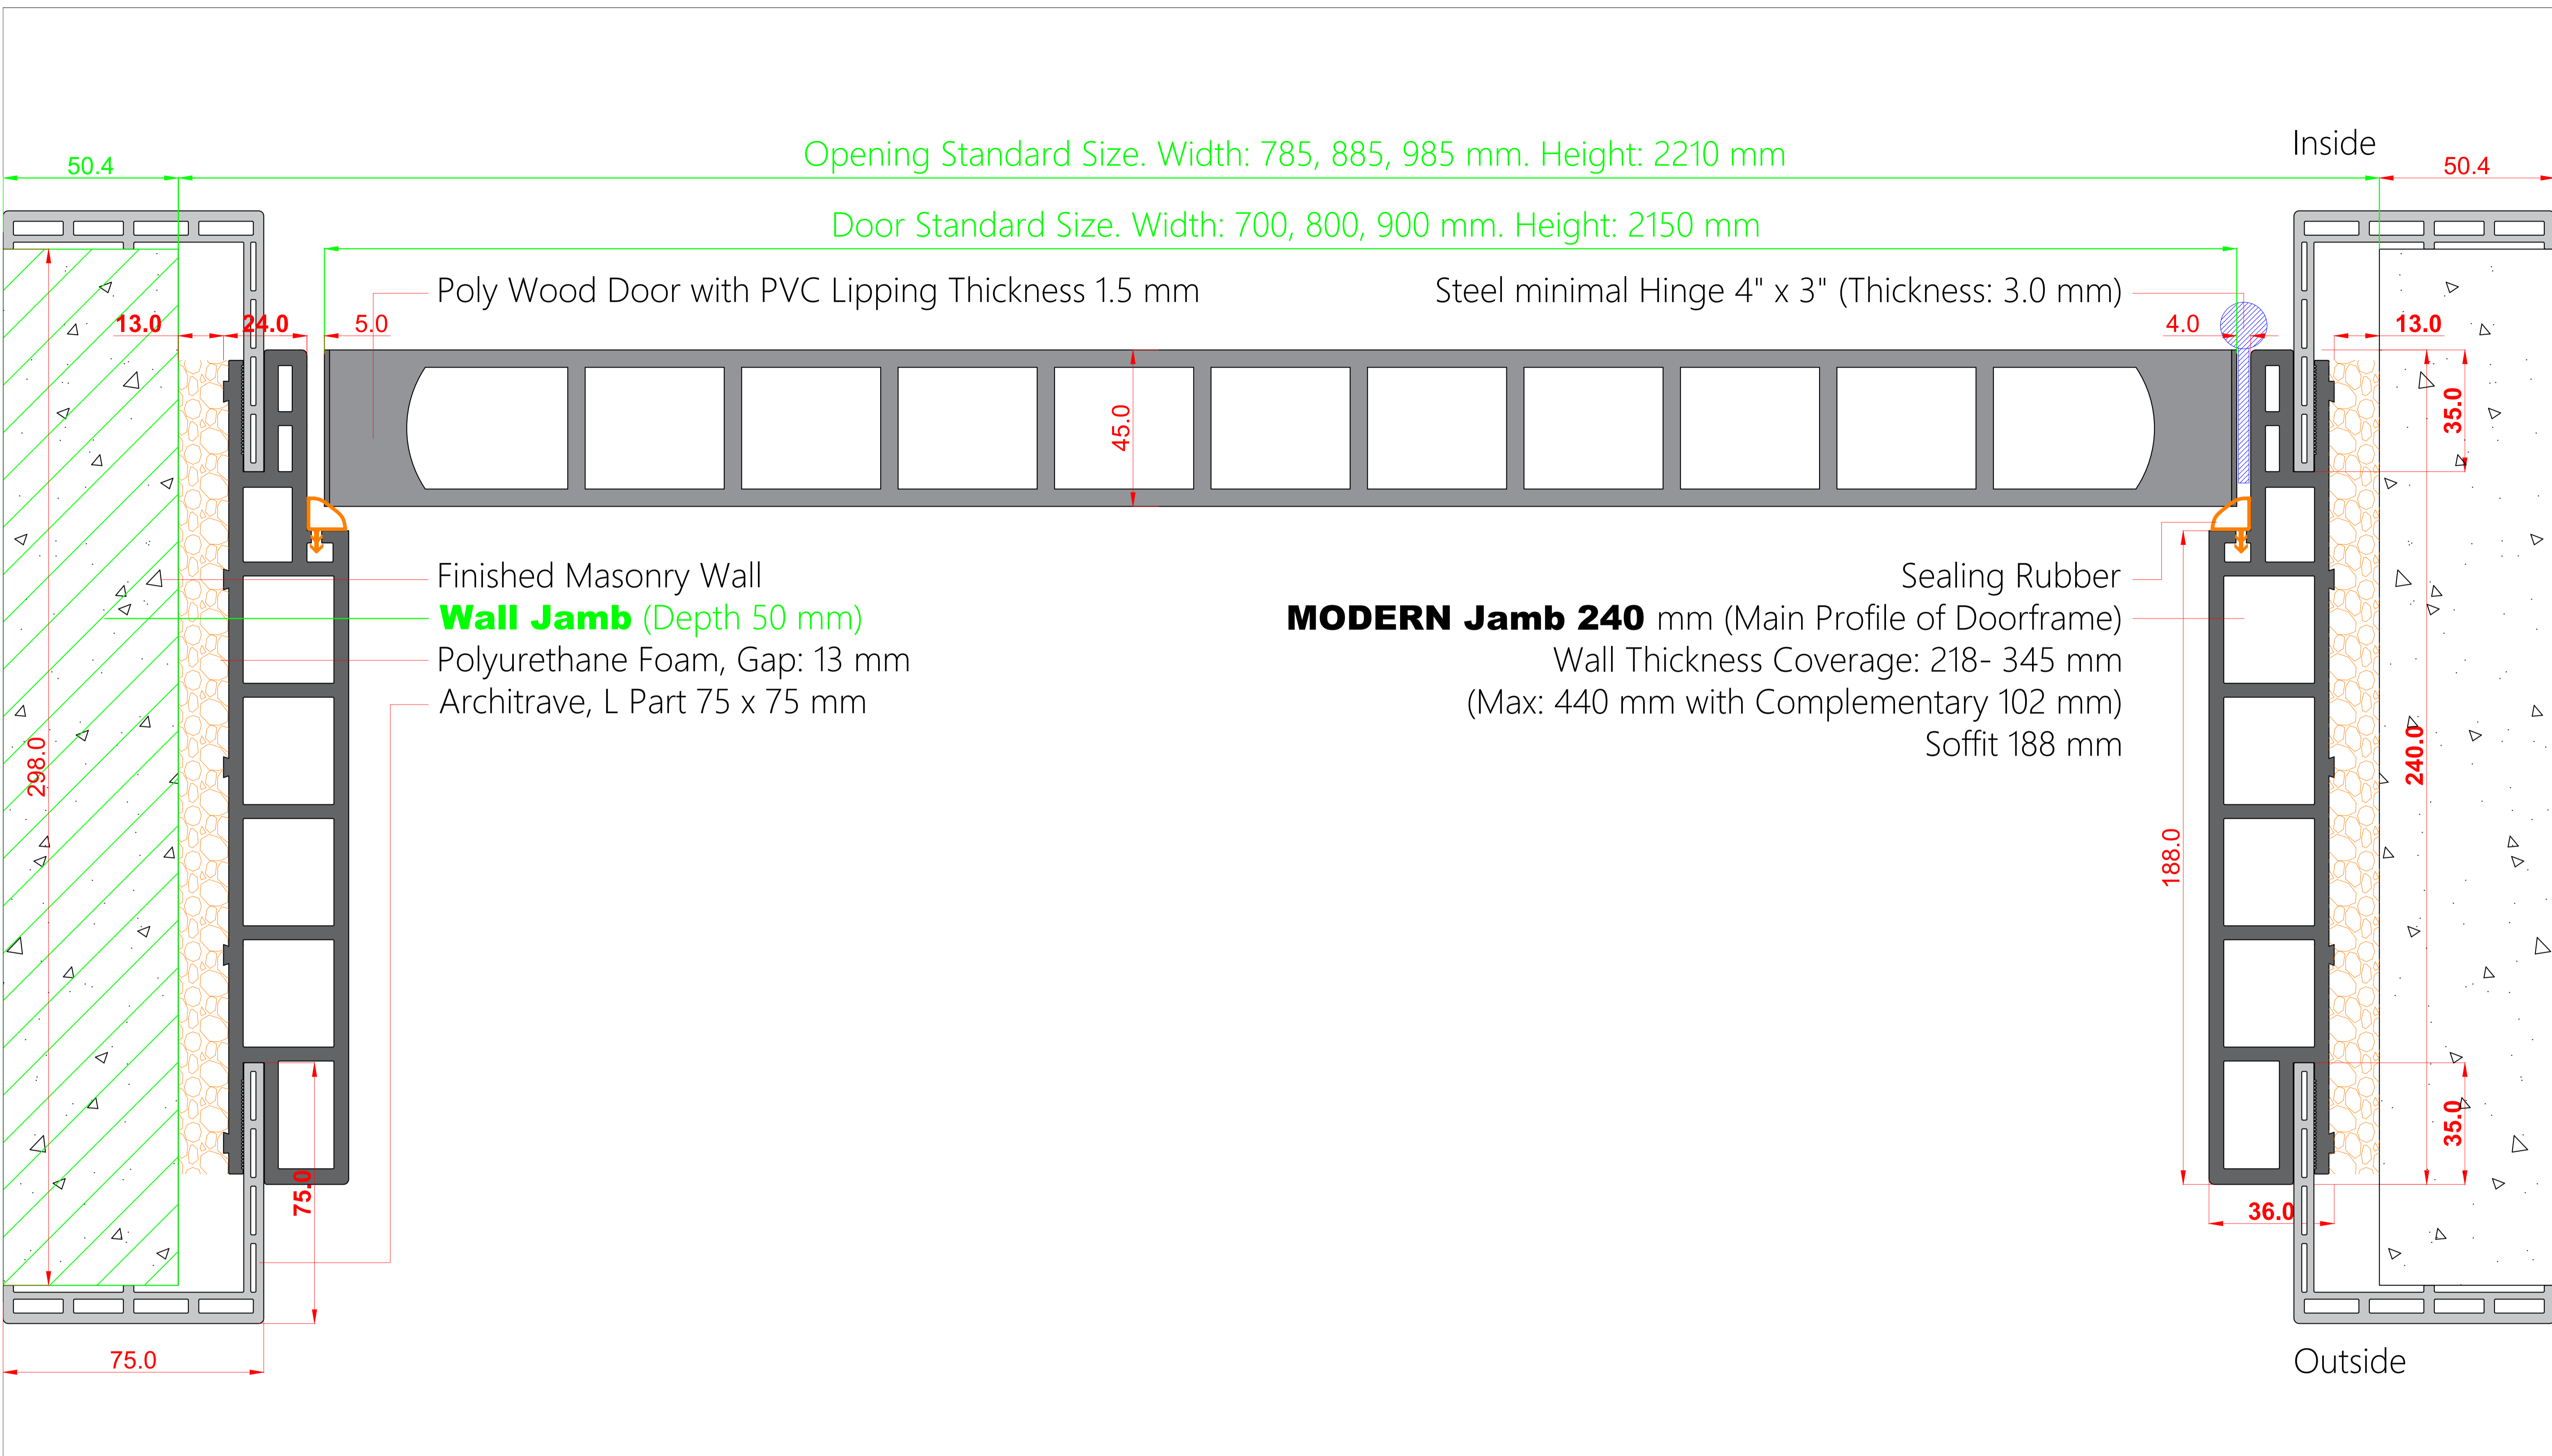 Opening Standard Size. Width: 785, 885, 985 mm. Height: 2210 mm
Inside
50.4
50.4
Door Standard Size. Width: 700, 800, 900 mm. Height: 2150 mm
Poly Wood Door with PVC Lipping Thickness 1.5 mm
Steel minimal Hinge 4" x 3" (Thickness: 3.0 mm)
13.0
24.0
5.0
4.0
13.0
45.0
35.0
Finished Masonry Wall
Wall Jamb (Depth 50 mm)
Polyurethane Foam, Gap: 13 mm
Architrave, L Part 75 x 75 mm
Sealing Rubber
MODERN Jamb 240 mm (Main Profile of Doorframe)
Wall Thickness Coverage: 218- 345 mm
(Max: 440 mm with Complementary 102 mm)
Soffit 188 mm
298.0
240.0
188.0
35.0
75.0
36.0
75.0
Outside